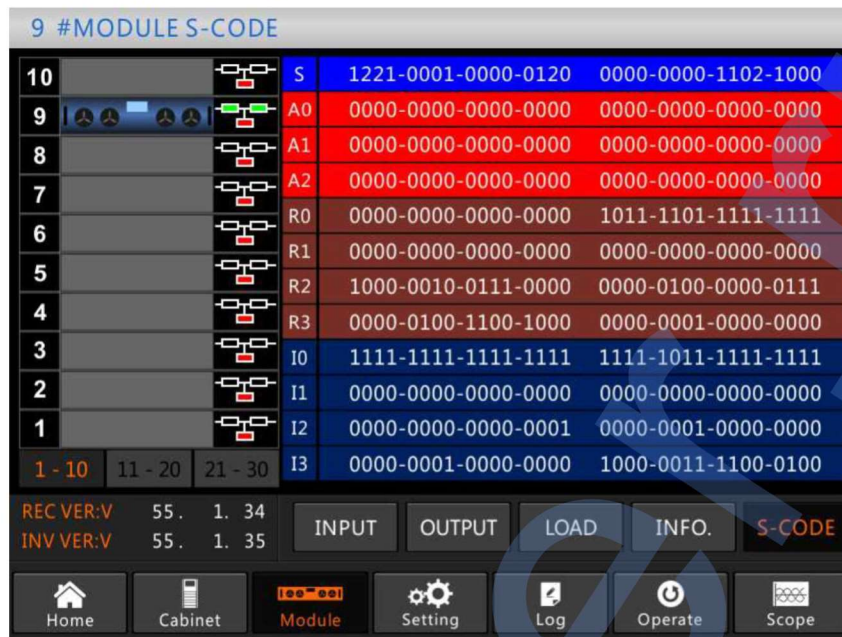 9 #MODULE S-CODE
10
9
8
7
6
5
4
3
2
1
1 - 10 11 - 20 21 - 30
S 1221-0001-0000-0120 0000-0000-1102-1000
A0 0000-0000-0000-0000 0000-0000-0000-0000
A1 0000-0000-0000-0000 0000-0000-0000-0000
A2 0000-0000-0000-0000 0000-0000-0000-0000
R0 0000-0000-0000-0000 1011-1101-1111-1111
R1 0000-0000-0000-0000 0000-0000-0000-0000
R2 1000-0010-0111-0000 0000-0100-0000-0111
R3 0000-0100-1100-1000 0000-0001-0000-0000
I0 1111-1111-1111-1111 1111-1011-1111-1111
I1 0000-0000-0000-0000 0000-0000-0000-0000
I2 0000-0000-0000-0001 0000-0001-0000-0000
I3 0000-0001-0000-0000 1000-0011-1100-0100
REC VER:V 55. 1. 34
INV VER:V 55. 1. 35
INPUT OUTPUT LOAD INFO. S-CODE
Home Cabinet Module Setting Log Operate Scope